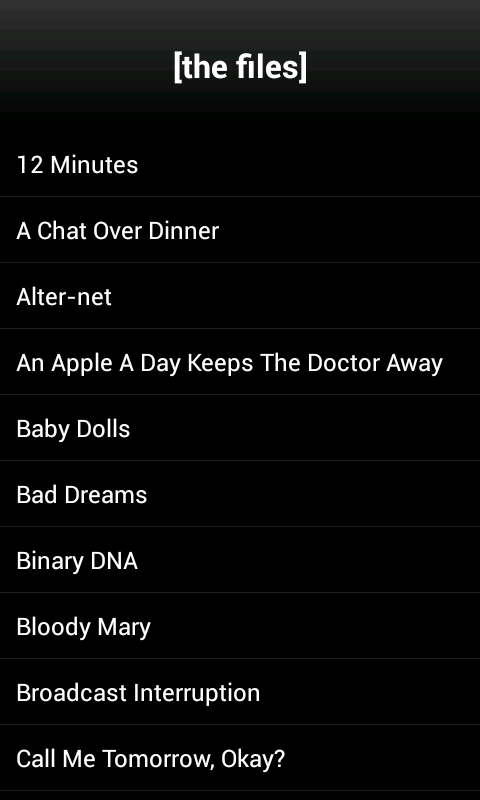 [the files]
12 Minutes
A Chat Over Dinner
Alter-net
An Apple A Day Keeps The Doctor Away
Baby Dolls
Bad Dreams
Binary DNA
Bloody Mary
Broadcast Interruption
Call Me Tomorrow, Okay?